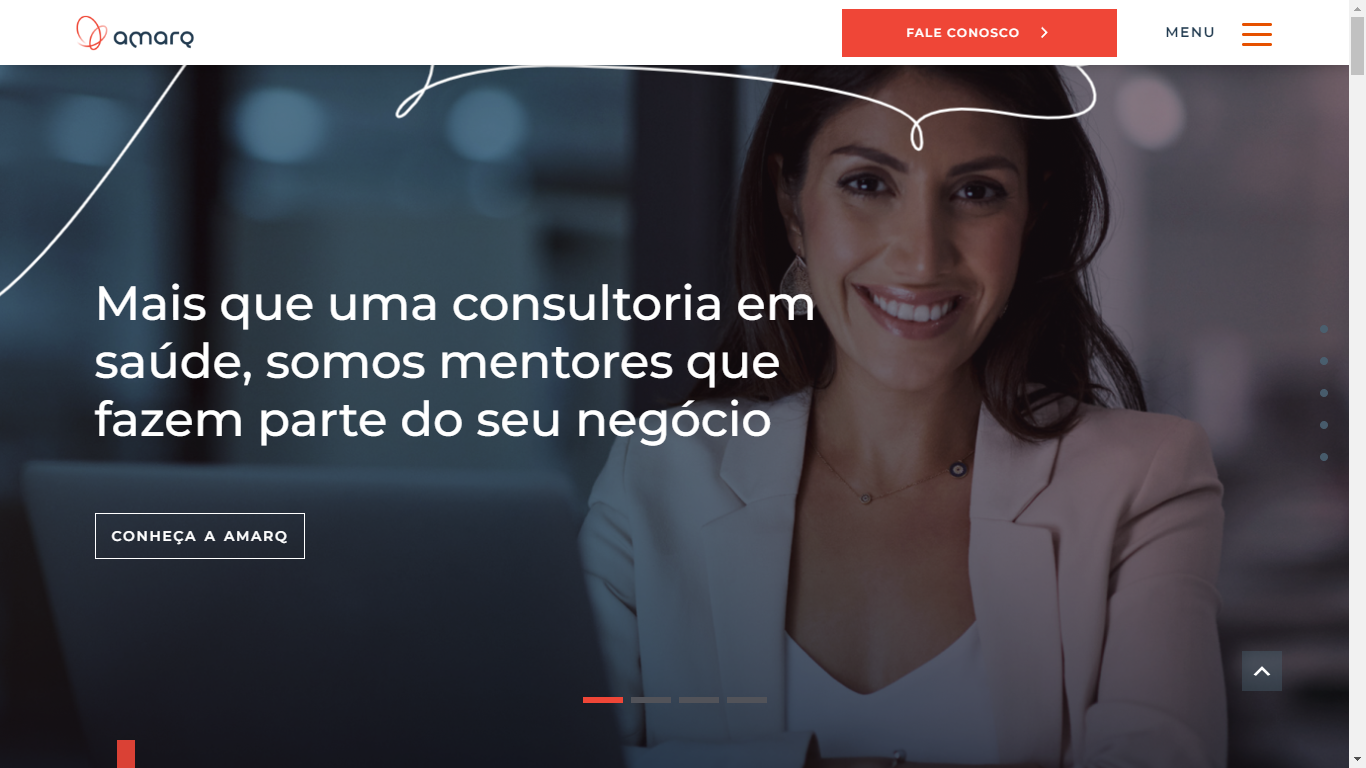 amarq
FALE CONOSCO
MENU
Mais que uma consultoria em
saúde, somos mentores que
fazem parte do seu negócio
CONHEÇA A AMARQ